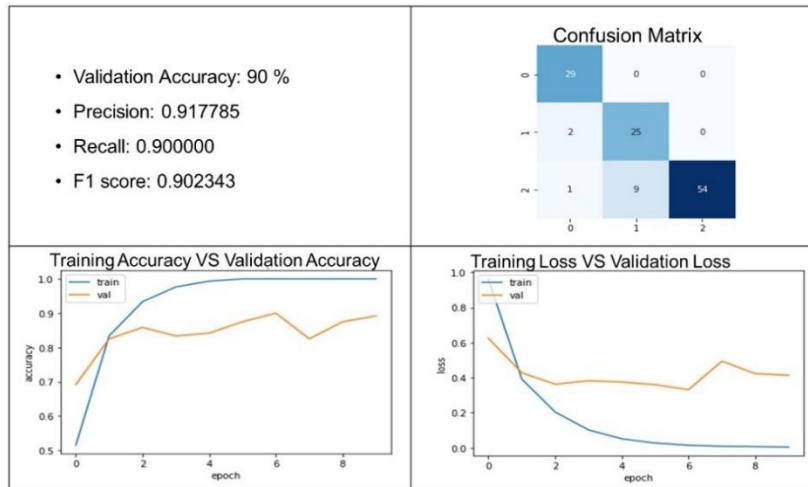 • Validation Accuracy: 90 %
• Precision: 0.917785
• Recall: 0.900000
• F1 score: 0.902343
Confusion Matrix
0
29 0 0
1
2 25 0
2
1 9 54
0 1 2
Training Accuracy VS Validation Accuracy
train
val
1.0
0.9
0.8
0.7
0.6
0.5
accuracy
0 2 4 6 8
epoch
Training Loss VS Validation Loss
train
val
1.0
0.8
0.6
0.4
0.2
0.0
loss
0 2 4 6 8
epoch